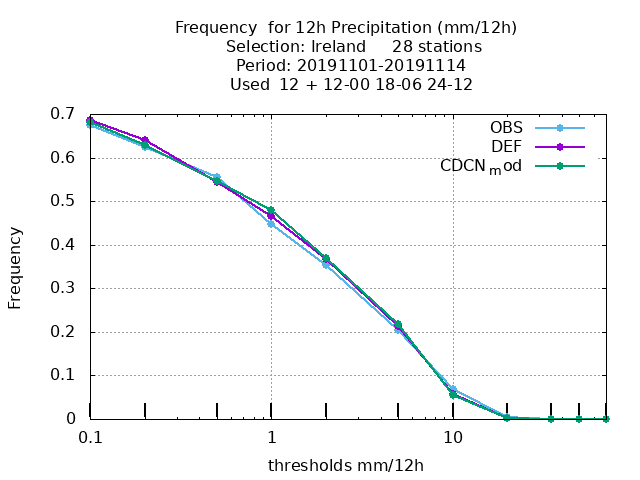 Frequency  for 12h Precipitation (mm/12h)
Selection: Ireland     28 stations
Period: 20191101-20191114
Used  12 + 12-00 18-06 24-12
OBS
DEF
CDCN_mod
Frequency
0.7
0.6
0.5
0.4
0.3
0.2
0.1
0
0.1
1
10
thresholds mm/12h